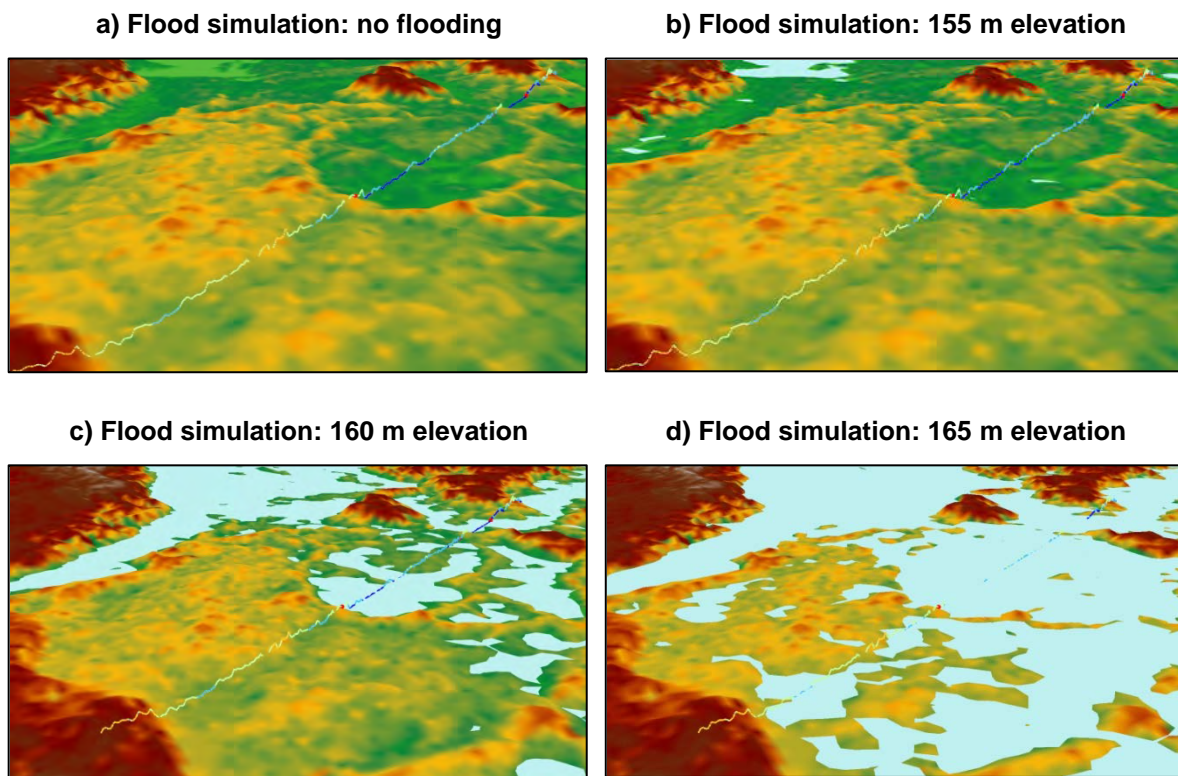 a) Flood simulation: no flooding
b) Flood simulation: 155 m elevation
c) Flood simulation: 160 m elevation
d) Flood simulation: 165 m elevation